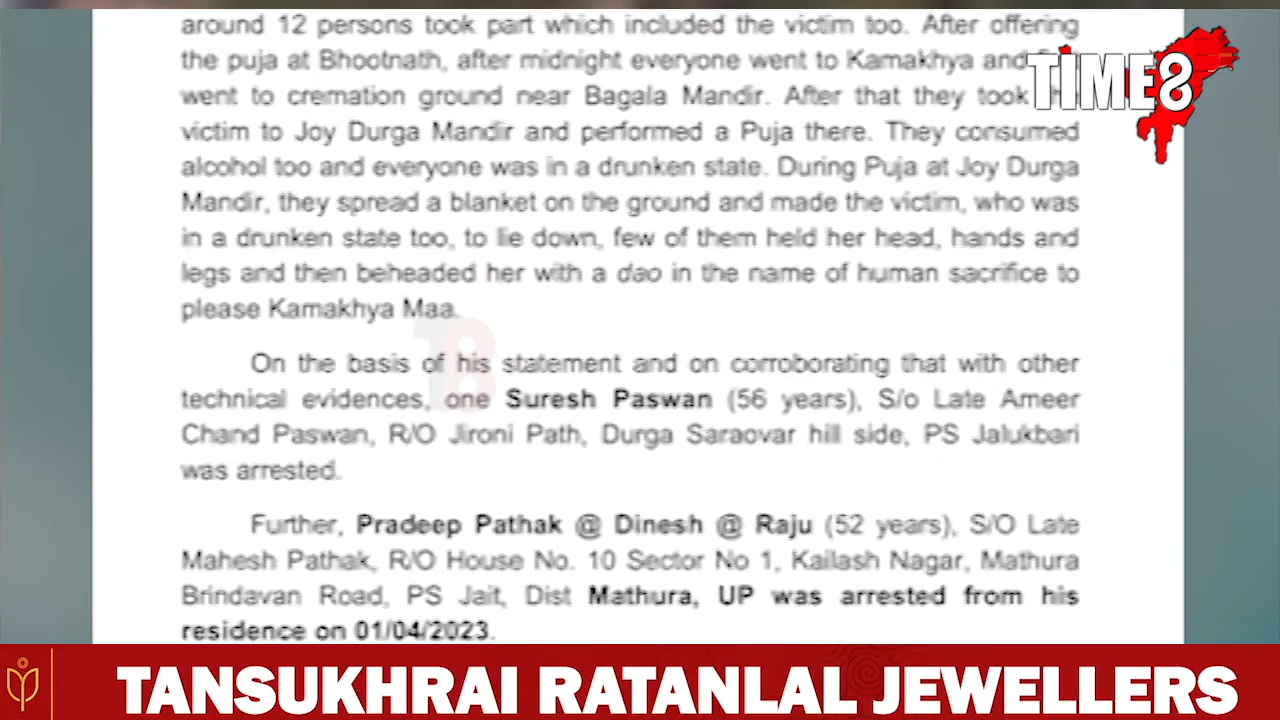 around 12 persons took part which included the victim too. After offering
the puja at Bhootnath, after midnight everyone went to Kamakhya and
went to cremation ground near Bagala Mandir. After that they took
victim to Joy Durga Mandir and performed a Puja there. They consumed
alcohol too and everyone was in a drunken state. During Puja at Joy Durga
Mandir, they spread a blanket on the ground and made the victim, who was
in a drunken state too, to lie down, few of them held her head, hands and
legs and then beheaded her with a dao in the name of human sacrifice to
please Kamakhya Maa.
On the basis of his statement and on corroborating that with other
technical evidences, one Suresh Paswan (56 years), S/o Late Ameer
Chand Paswan, R/O Jironi Path, Durga Saraovar hill side, PS Jalukbari
was arrested.
Further, Pradeep Pathak @ Dinesh @ Raju (52 years), S/O Late
Mahesh Pathak, R/O House No. 10 Sector No 1, Kailash Nagar, Mathura
Brindavan Road, PS Jait, Dist Mathura, UP was arrested from his
residence on 01/04/2023.
TIME8
TANSUKHRAI RATANLAL JEWELLERS